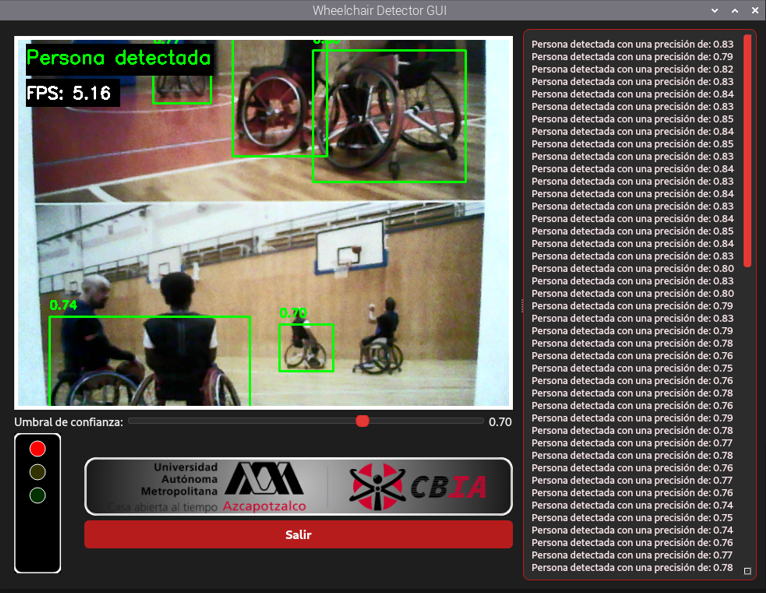 Wheelchair Detector GUI
Persona detectada
FPS: 5.16
0.74
0.70
Umbral de confianza:
0.70
Universidad
Autónoma
Metropolitana
Casa abierta al tiempo Azcapotzalco
CBIA
Salir
Persona detectada con una precisión de: 0.83
Persona detectada con una precisión de: 0.79
Persona detectada con una precisión de: 0.82
Persona detectada con una precisión de: 0.83
Persona detectada con una precisión de: 0.84
Persona detectada con una precisión de: 0.83
Persona detectada con una precisión de: 0.85
Persona detectada con una precisión de: 0.84
Persona detectada con una precisión de: 0.85
Persona detectada con una precisión de: 0.83
Persona detectada con una precisión de: 0.84
Persona detectada con una precisión de: 0.83
Persona detectada con una precisión de: 0.84
Persona detectada con una precisión de: 0.83
Persona detectada con una precisión de: 0.84
Persona detectada con una precisión de: 0.85
Persona detectada con una precisión de: 0.84
Persona detectada con una precisión de: 0.83
Persona detectada con una precisión de: 0.80
Persona detectada con una precisión de: 0.83
Persona detectada con una precisión de: 0.80
Persona detectada con una precisión de: 0.79
Persona detectada con una precisión de: 0.83
Persona detectada con una precisión de: 0.79
Persona detectada con una precisión de: 0.78
Persona detectada con una precisión de: 0.76
Persona detectada con una precisión de: 0.75
Persona detectada con una precisión de: 0.76
Persona detectada con una precisión de: 0.78
Persona detectada con una precisión de: 0.76
Persona detectada con una precisión de: 0.79
Persona detectada con una precisión de: 0.78
Persona detectada con una precisión de: 0.77
Persona detectada con una precisión de: 0.78
Persona detectada con una precisión de: 0.76
Persona detectada con una precisión de: 0.77
Persona detectada con una precisión de: 0.76
Persona detectada con una precisión de: 0.74
Persona detectada con una precisión de: 0.75
Persona detectada con una precisión de: 0.74
Persona detectada con una precisión de: 0.76
Persona detectada con una precisión de: 0.77
Persona detectada con una precisión de: 0.78